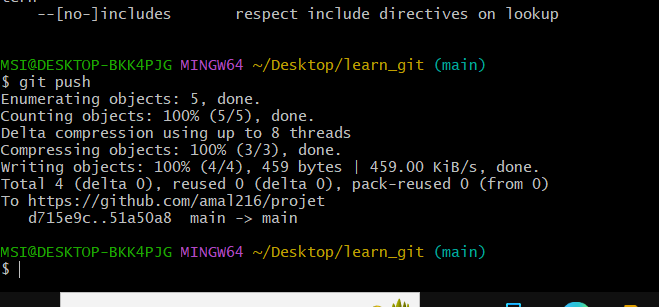 --[no-]includes       respect include directives on lookup
MSI@DESKTOP-BKK4PJG MINGW64 ~/Desktop/learn_git (main)
$ git push
Enumerating objects: 5, done.
Counting objects: 100% (5/5), done.
Delta compression using up to 8 threads
Compressing objects: 100% (3/3), done.
Writing objects: 100% (4/4), 459 bytes | 459.00 KiB/s, done.
Total 4 (delta 0), reused 0 (delta 0), pack-reused 0 (from 0)
To https://github.com/amal216/projet
   d715e9c..51a50a8  main -> main
MSI@DESKTOP-BKK4PJG MINGW64 ~/Desktop/learn_git (main)
$